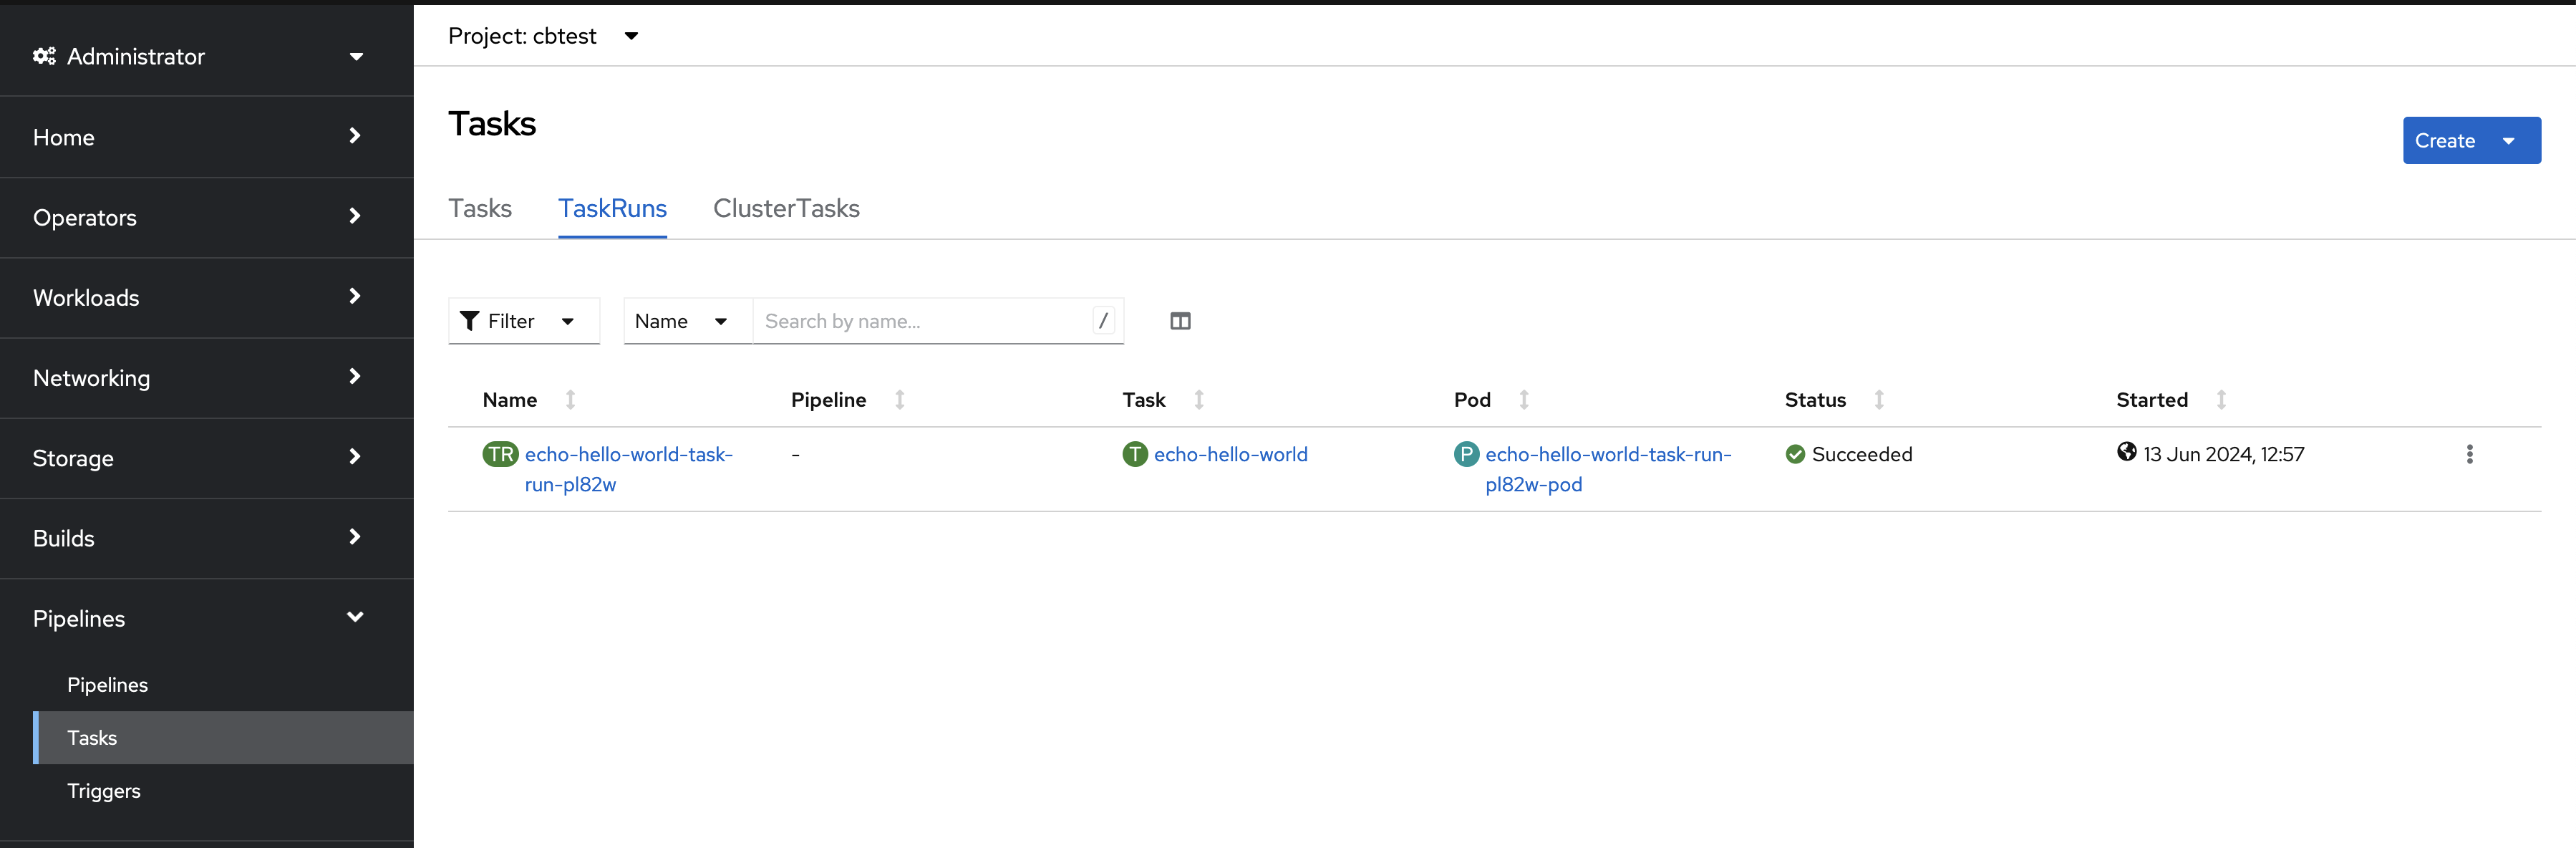 Administrator
Home
Operators
Workloads
Networking
Storage
Builds
Pipelines
Pipelines
Tasks
Triggers
Project: cbtest
Tasks
Create
Tasks TaskRuns ClusterTasks
Filter Name Search by name... /
Name Pipeline Task Pod Status Started
TR echo-hello-world-task- - T echo-hello-world P echo-hello-world-task-run- Succeeded 13 Jun 2024, 12:57
run-pl82w pl82w-pod